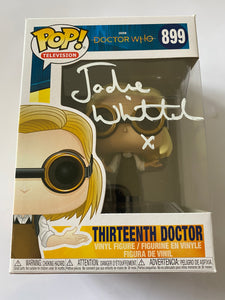 POP!
TELEVISION
BBC
DOCTOR WHO
899
Jodie
Whittaker
x
THIRTEENTH DOCTOR
VINYL FIGURE / FIGURINE EN VINYLE
FIGURA DE VINIL